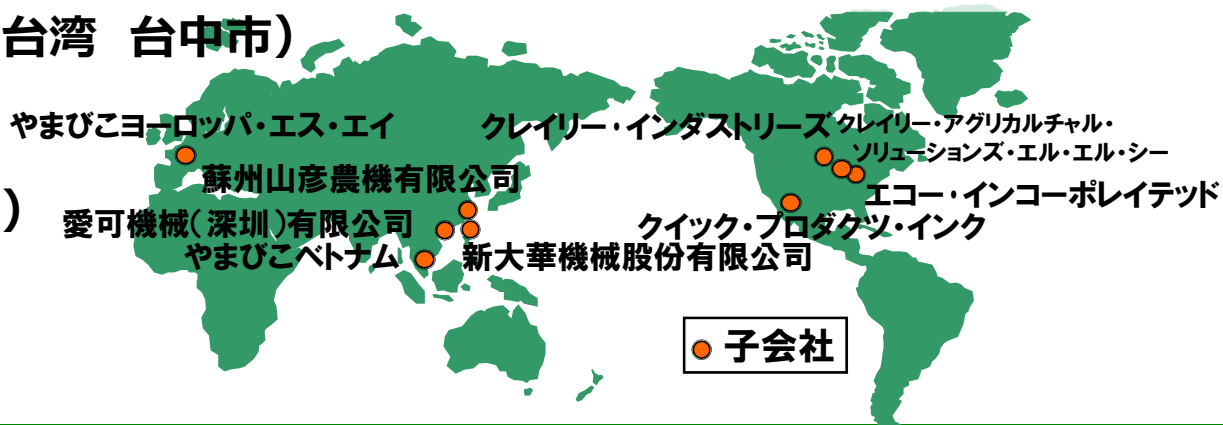 台湾 台中市）
やまびこヨーロッパ・エス・エイ
クレイリー・インダストリーズ
クレイリー・アグリカルチャル・
ソリューションズ・エル・エル・シー
蘇州山彦農機有限公司
エコー・インコーポレイテッド
）
愛可機械（深圳）有限公司
クイック・プロダクツ・インク
やまびこベトナム
新大華機械股份有限公司
子会社